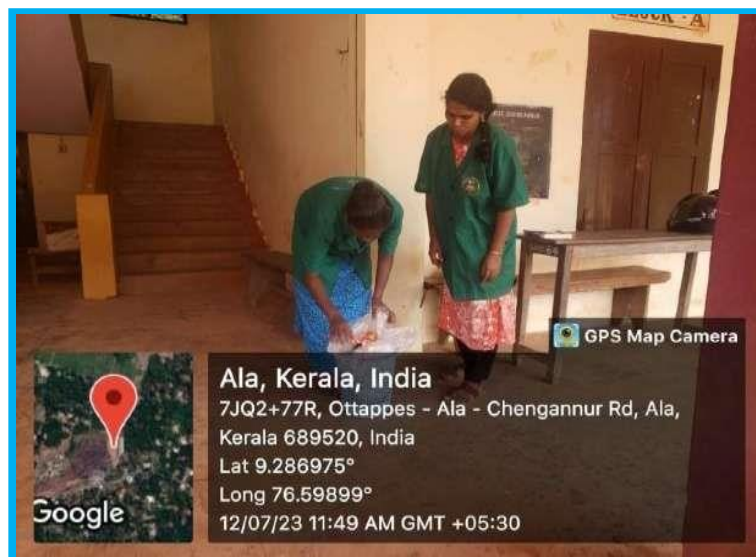 BLOCK-A
GPS Map Camera
Ala, Kerala, India
7JQ2+77R, Ottappes - Ala - Chengannur Rd, Ala,
Kerala 689520, India
Lat 9.286975°
Long 76.59899°
12/07/23 11:49 AM GMT +05:30
Google